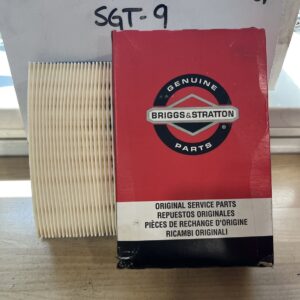 SGT-9
GENUINE
BRIGGS&STRATTON
®
PARTS
ORIGINAL SERVICE PARTS
REPUESTOS ORIGINALES
PIÈCES DE RECHANGE D'ORIGINE
RICAMBI ORIGINALI